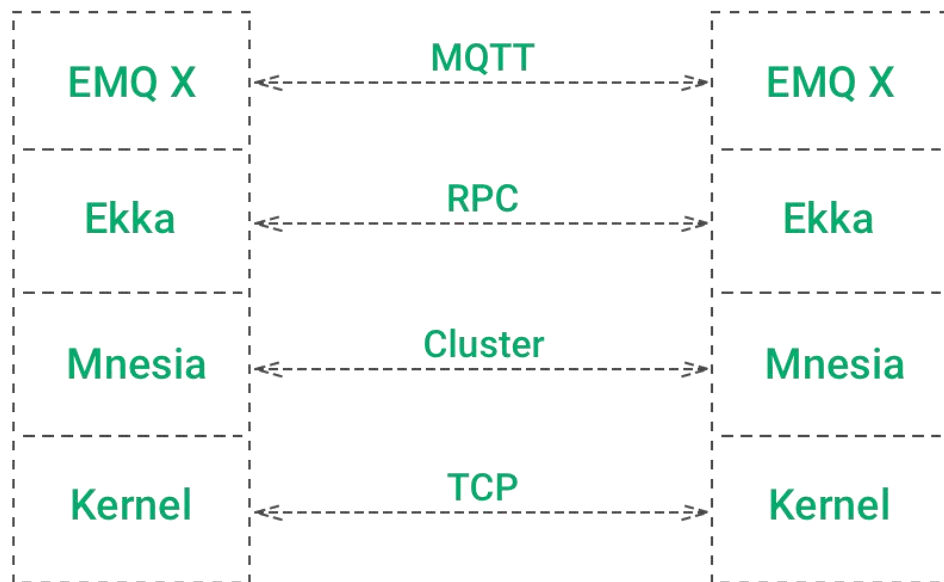 EMQ X
MQTT
EMQ X
Ekka
RPC
Ekka
Mnesia
Cluster
Mnesia
Kernel
TCP
Kernel